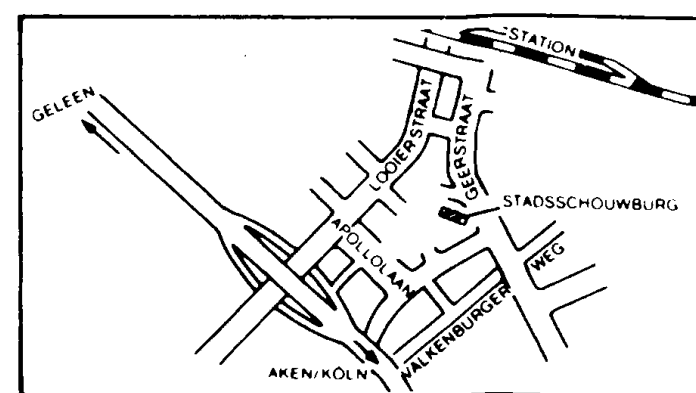 STATION
GELEEN
LOOIERSTRAAT
GEERSTRAAT
STADSSCHOUWBURG
APOLLOLAAN
VALKENBURGER WEG
AKEN/KÖLN